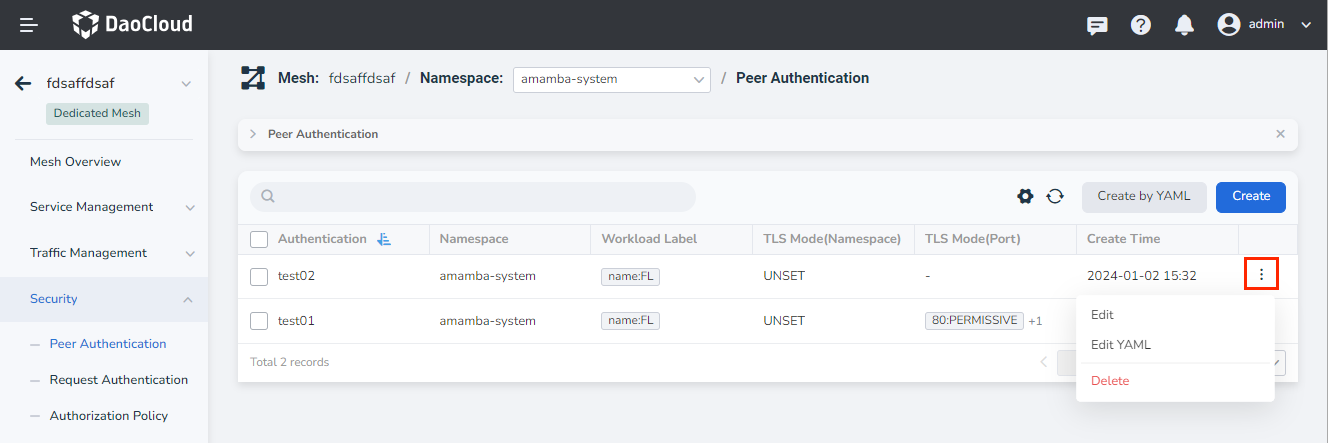 DaoCloud
admin
fdsaffdsaf
Dedicated Mesh
Mesh Overview
Service Management
Traffic Management
Security
Peer Authentication
Request Authentication
Authorization Policy
Mesh: fdsaffdsaf / Namespace: amamba-system / Peer Authentication
Peer Authentication
Create by YAML Create
Authentication Namespace Workload Label TLS Mode(Namespace) TLS Mode(Port) Create Time
test02 amamba-system name:FL UNSET - 2024-01-02 15:32
test01 amamba-system name:FL UNSET 80:PERMISSIVE +1
Total 2 records
Edit
Edit YAML
Delete